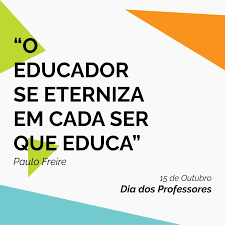 “O
EDUCADOR
SE ETERNIZA
EM CADA SER
QUE EDUCA”
Paulo Freire
15 de Outubro
Dia dos Professores